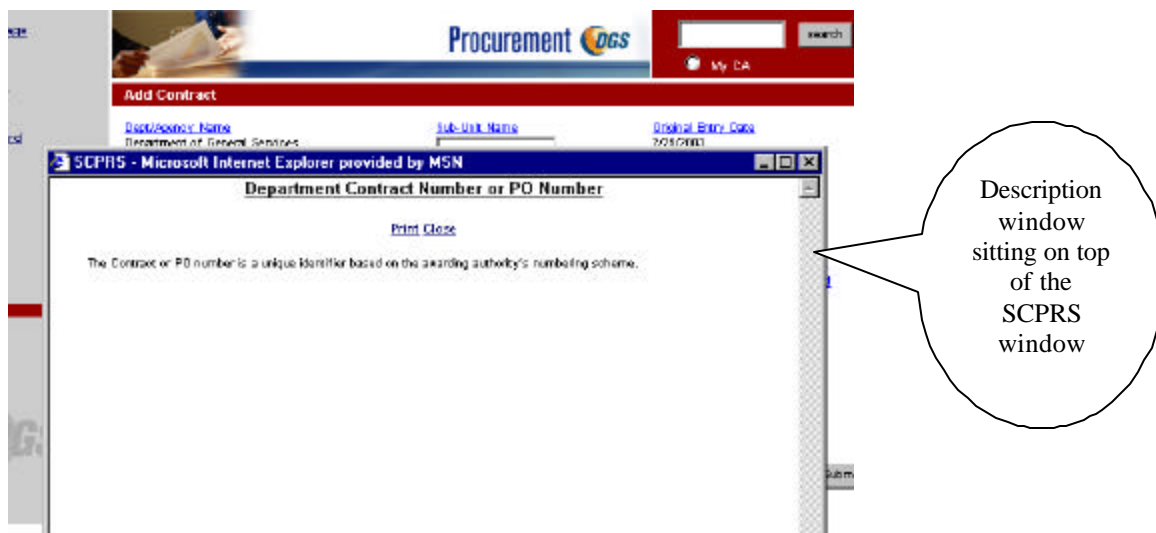 Procurement DGS
search
My CA
Add Contract
Dept/Agency Name Sub-Unit Name Original Entry Date
Department of General Services
SCPRS - Microsoft Internet Explorer provided by MSN
Department Contract Number or PO Number
Print Close
The Contract or PO number is a unique identifier based on the awarding authority's numbering scheme.
Description
window
sitting on top
of the
SCPRS
window